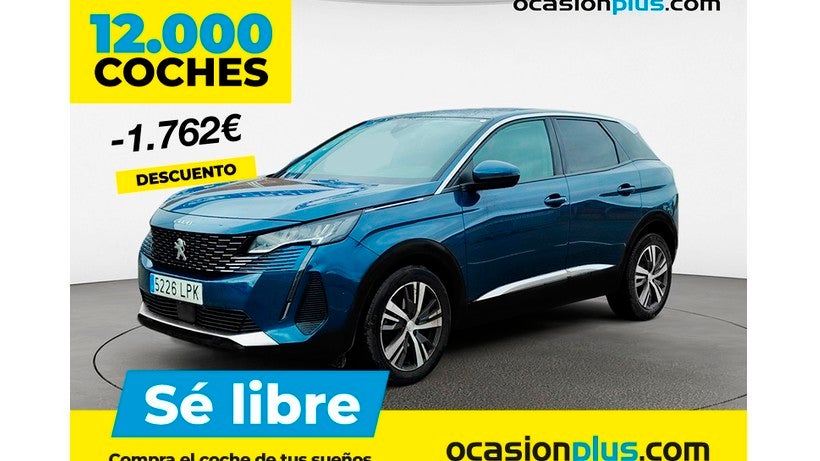 ocasionplus.com
12.000
COCHES
-1.762€
DESCUENTO
5226 LPK
Sé libre
Compra el coche de tus sueños
ocasionplus.com